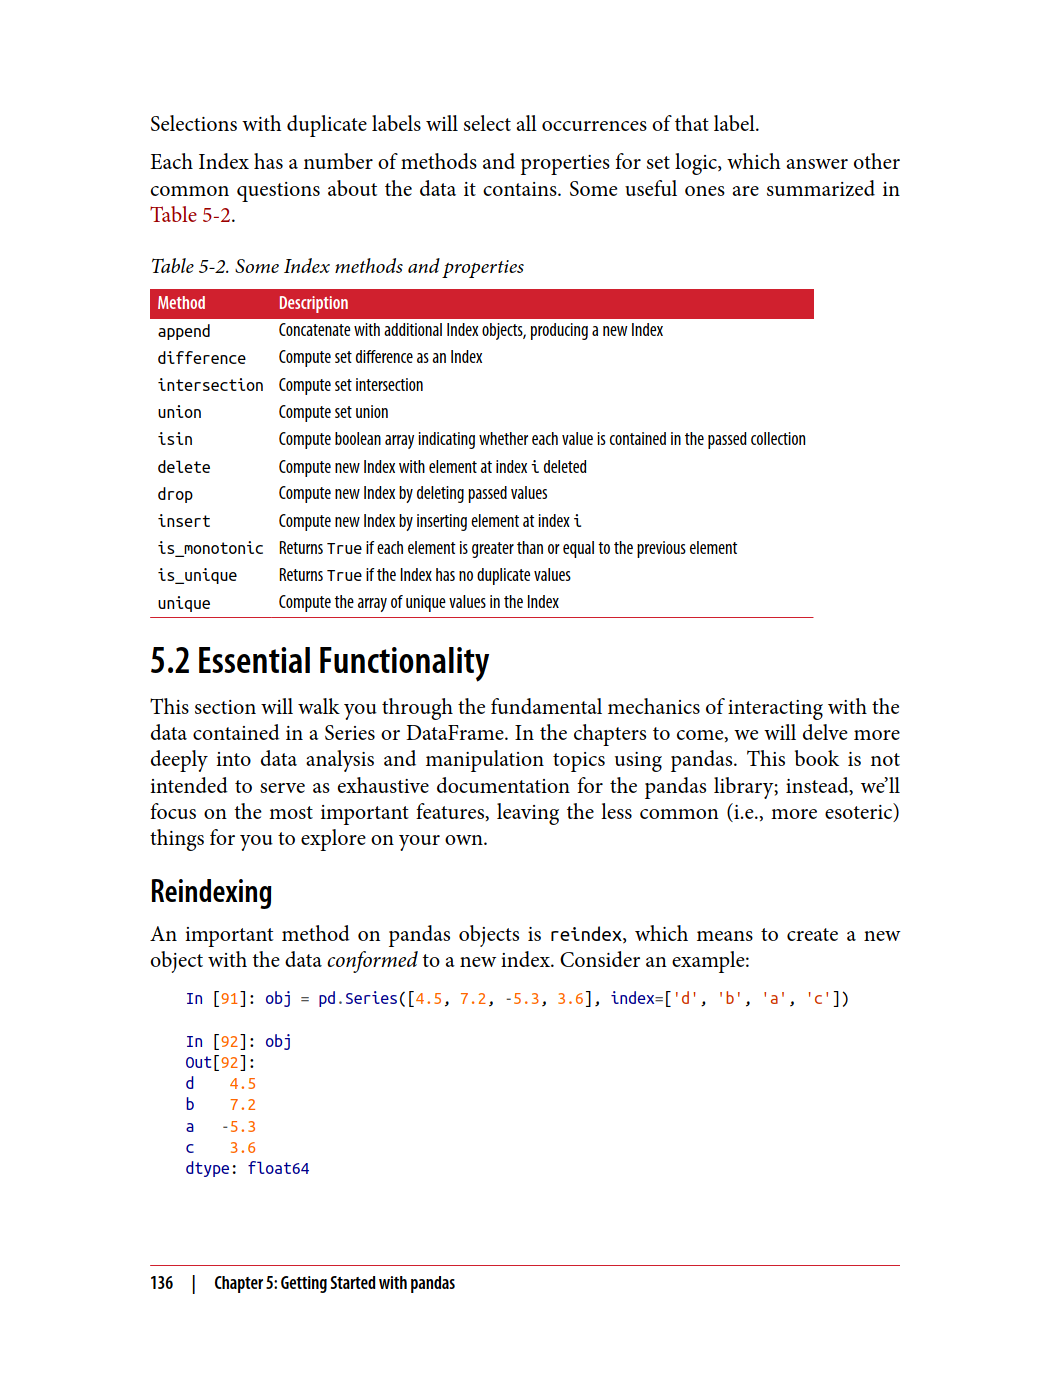 Selections with duplicate labels will select all occurrences of that label.
Each Index has a number of methods and properties for set logic, which answer other
common questions about the data it contains. Some useful ones are summarized in
Table 5-2.
Table 5-2. Some Index methods and properties
Method Description
append Concatenate with additional Index objects, producing a new Index
difference Compute set difference as an Index
intersection Compute set intersection
union Compute set union
isin Compute boolean array indicating whether each value is contained in the passed collection
delete Compute new Index with element at index i deleted
drop Compute new Index by deleting passed values
insert Compute new Index by inserting element at index i
is_monotonic Returns True if each element is greater than or equal to the previous element
is_unique Returns True if the Index has no duplicate values
unique Compute the array of unique values in the Index
5.2 Essential Functionality
This section will walk you through the fundamental mechanics of interacting with the
data contained in a Series or DataFrame. In the chapters to come, we will delve more
deeply into data analysis and manipulation topics using pandas. This book is not
intended to serve as exhaustive documentation for the pandas library; instead, we’ll
focus on the most important features, leaving the less common (i.e., more esoteric)
things for you to explore on your own.
Reindexing
An important method on pandas objects is reindex, which means to create a new
object with the data conformed to a new index. Consider an example:
In [91]: obj = pd.Series([4.5, 7.2, -5.3, 3.6], index=['d', 'b', 'a', 'c'])
In [92]: obj
Out[92]:
d    4.5
b    7.2
a   -5.3
c    3.6
dtype: float64
136 | Chapter 5: Getting Started with pandas